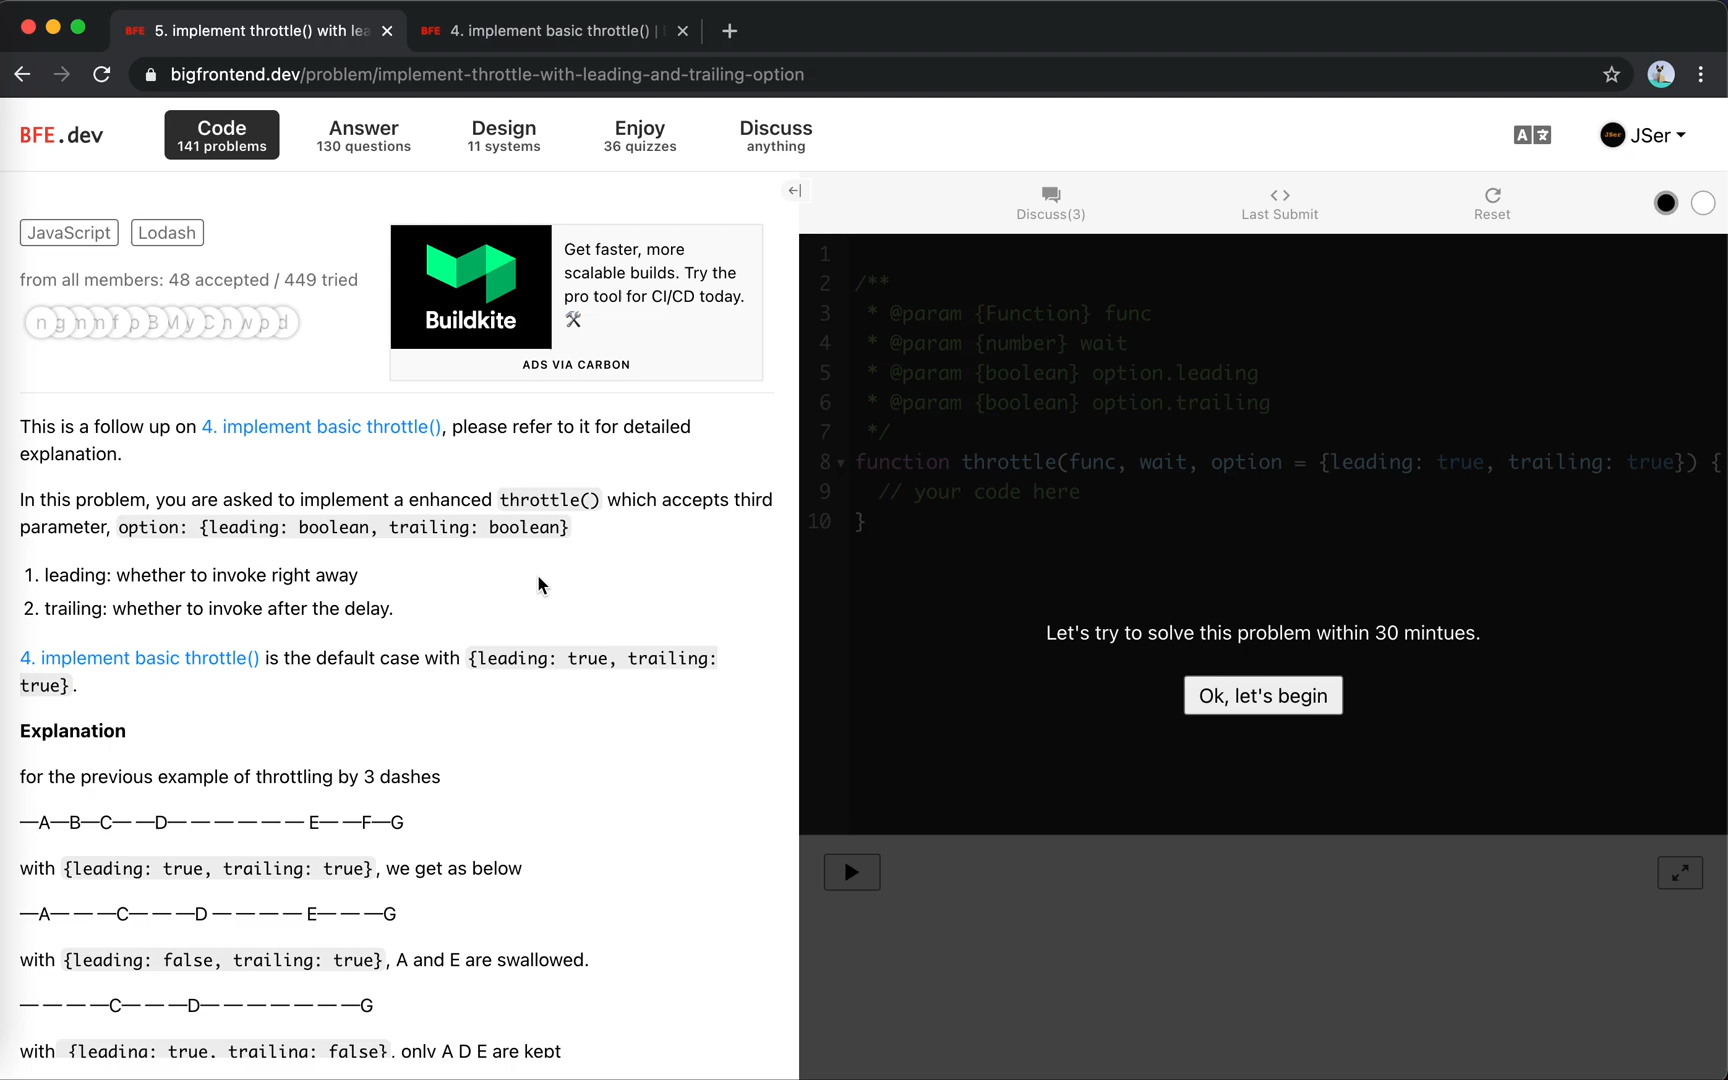 BFE 5. implement throttle() with lea
BFE 4. implement basic throttle() |
bigfrontend.dev/problem/implement-throttle-with-leading-and-trailing-option
BFE.dev
Code
141 problems
Answer
130 questions
Design
11 systems
Enjoy
36 quizzes
Discuss
anything
JSer
JSer
Discuss(3)
Last Submit
Reset
JavaScript
Lodash
from all members: 48 accepted / 449 tried
n g m m f p B M y C n w p d
Buildkite
Get faster, more
scalable builds. Try the
pro tool for CI/CD today.
ADS VIA CARBON
This is a follow up on 4. implement basic throttle(), please refer to it for detailed
explanation.
In this problem, you are asked to implement a enhanced throttle() which accepts third
parameter, option: {leading: boolean, trailing: boolean}
1. leading: whether to invoke right away
2. trailing: whether to invoke after the delay.
4. implement basic throttle() is the default case with {leading: true, trailing:
true}.
Explanation
for the previous example of throttling by 3 dashes
—A—B—C— —D— — — — — — E— —F—G
with {leading: true, trailing: true}, we get as below
—A— — —C— — —D — — — — E— — —G
with {leading: false, trailing: true}, A and E are swallowed.
— — — —C— — —D— — — — — — —G
with {leading: true, trailing: false}, only A D E are kept
1
2 /**
3 * @param {Function} func
4 * @param {number} wait
5 * @param {boolean} option.leading
6 * @param {boolean} option.trailing
7 */
8 function throttle(func, wait, option = {leading: true, trailing: true}) {
9 // your code here
10 }
Let's try to solve this problem within 30 mintues.
Ok, let's begin